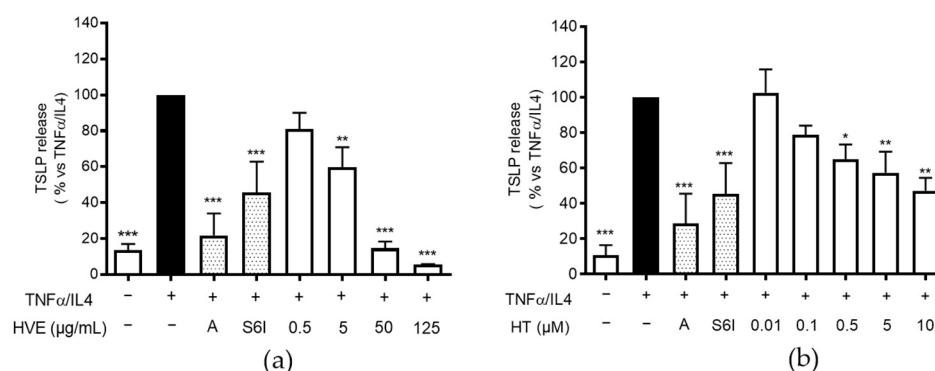 140
120
100
80
60
40
20
0
TSLP release
( % vs TNFα/IL4)
***
***
***
**
***
***
TNFα/IL4 − + + + + + + +
HVE (µg/mL) − − A S6I 0.5 5 50 125
(a)
140
120
100
80
60
40
20
0
TSLP release
( % vs TNFα/IL4)
***
***
***
*
**
**
TNFα/IL4 − + + + + + + + +
HT (µM) − − A S6I 0.01 0.1 0.5 5 10
(b)